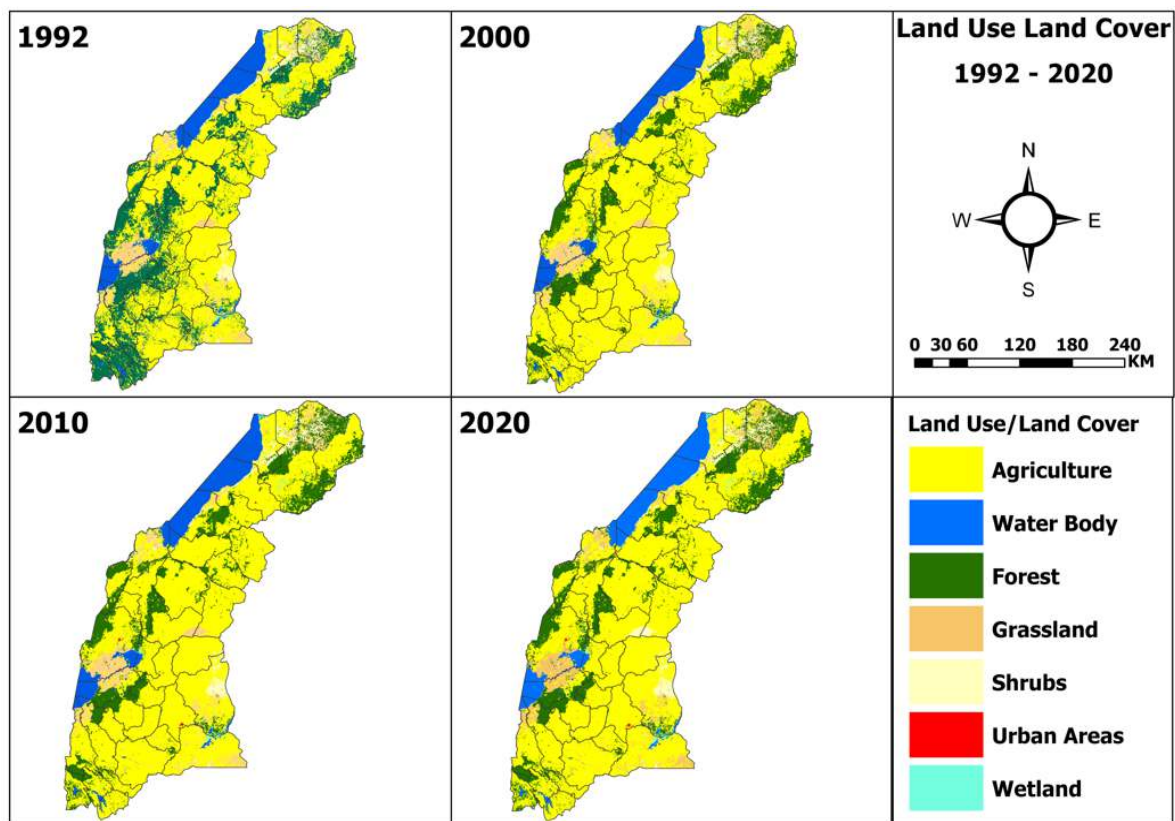 1992
2000
Land Use Land Cover
1992 - 2020
N
W
E
S
0 30 60 120 180 240
KM
2010
2020
Land Use/Land Cover
Agriculture
Water Body
Forest
Grassland
Shrubs
Urban Areas
Wetland